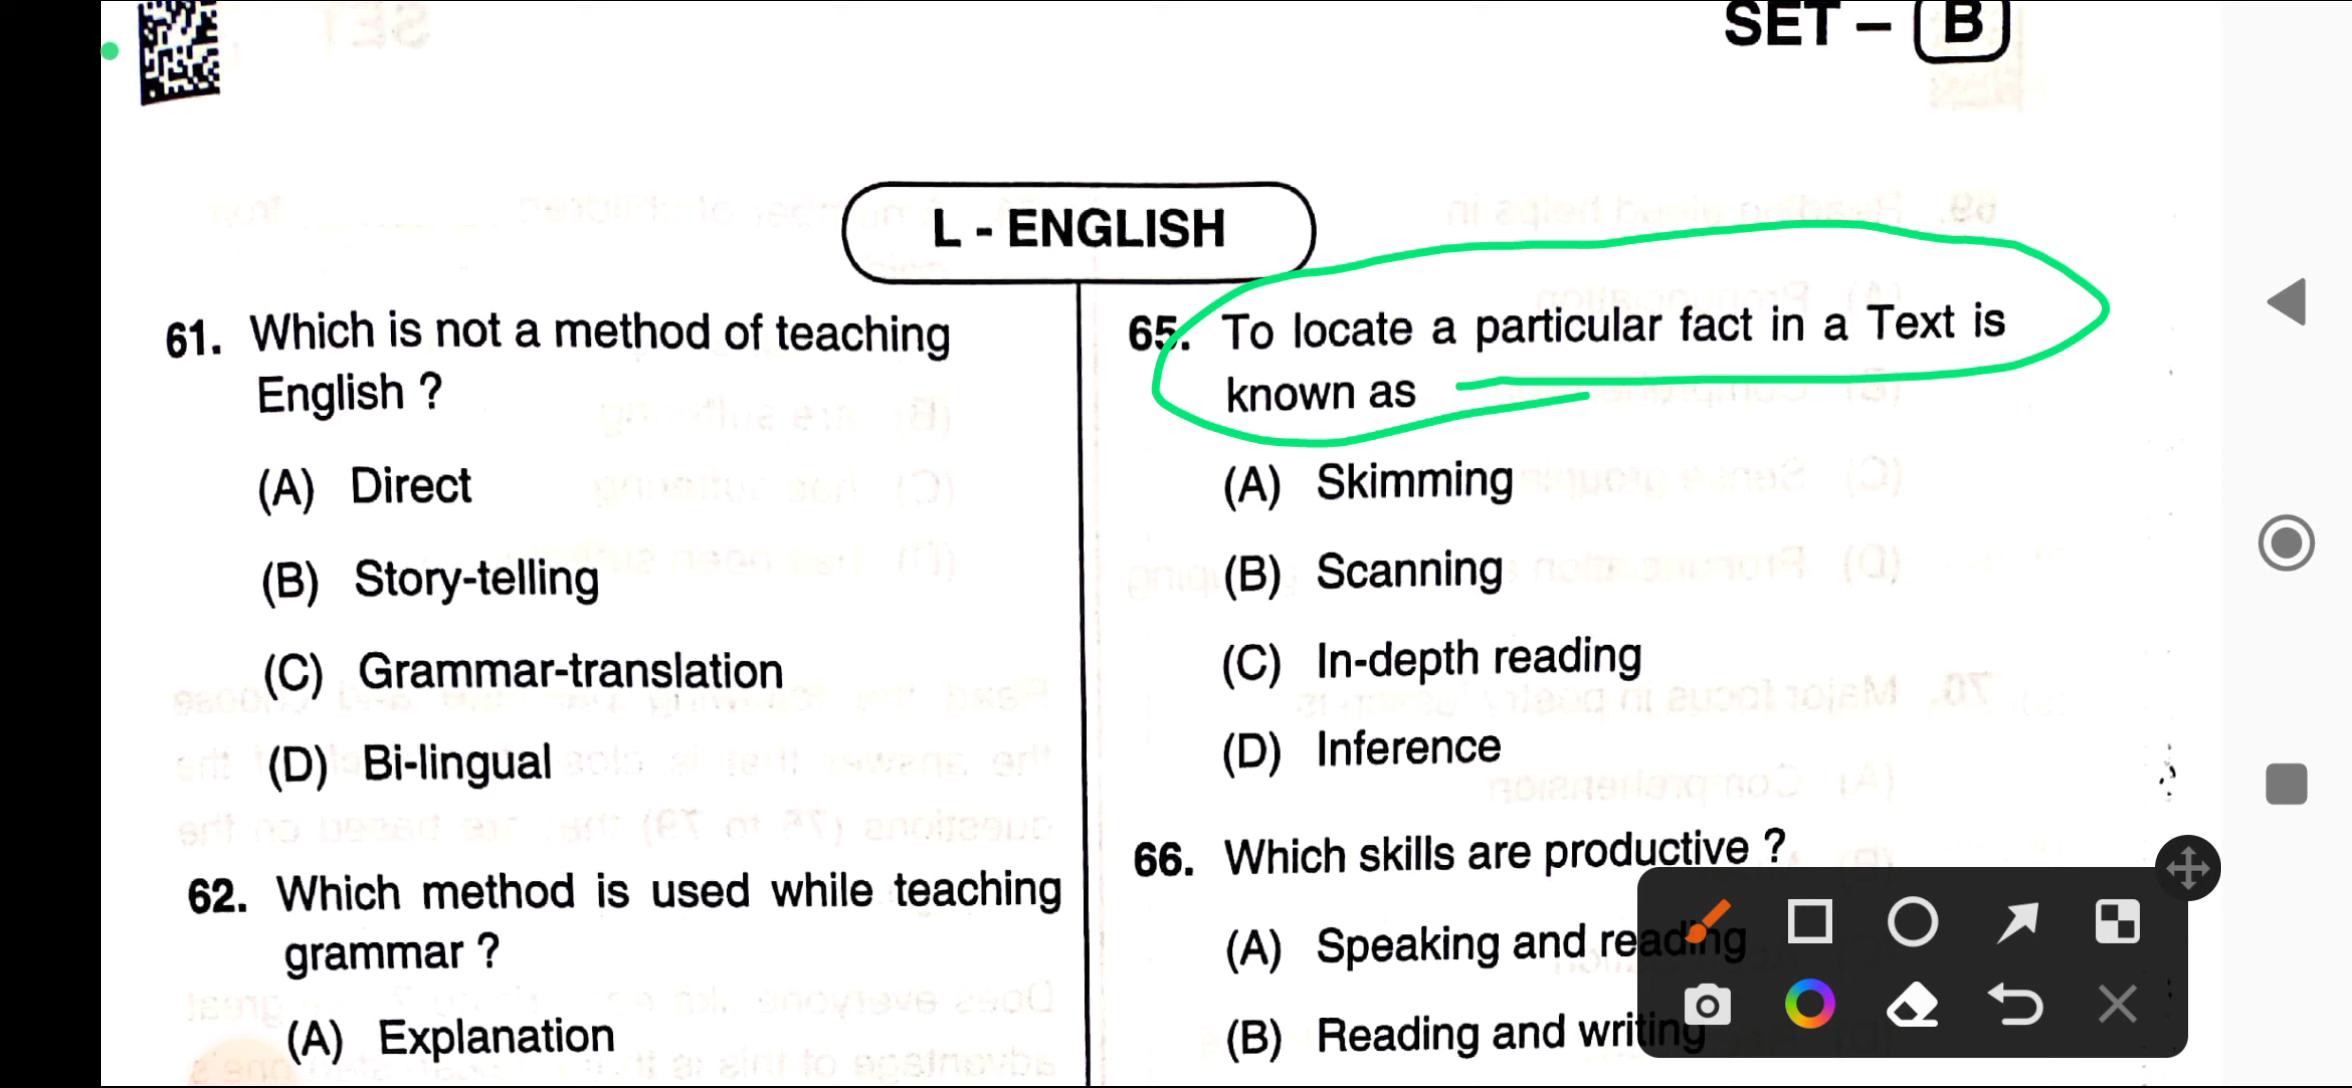 SET – B
L - ENGLISH
61. Which is not a method of teaching
English ?
(A) Direct
(B) Story-telling
(C) Grammar-translation
(D) Bi-lingual
62. Which method is used while teaching
grammar ?
(A) Explanation
65. To locate a particular fact in a Text is
known as
(A) Skimming
(B) Scanning
(C) In-depth reading
(D) Inference
66. Which skills are productive ?
(A) Speaking and reading
(B) Reading and writing